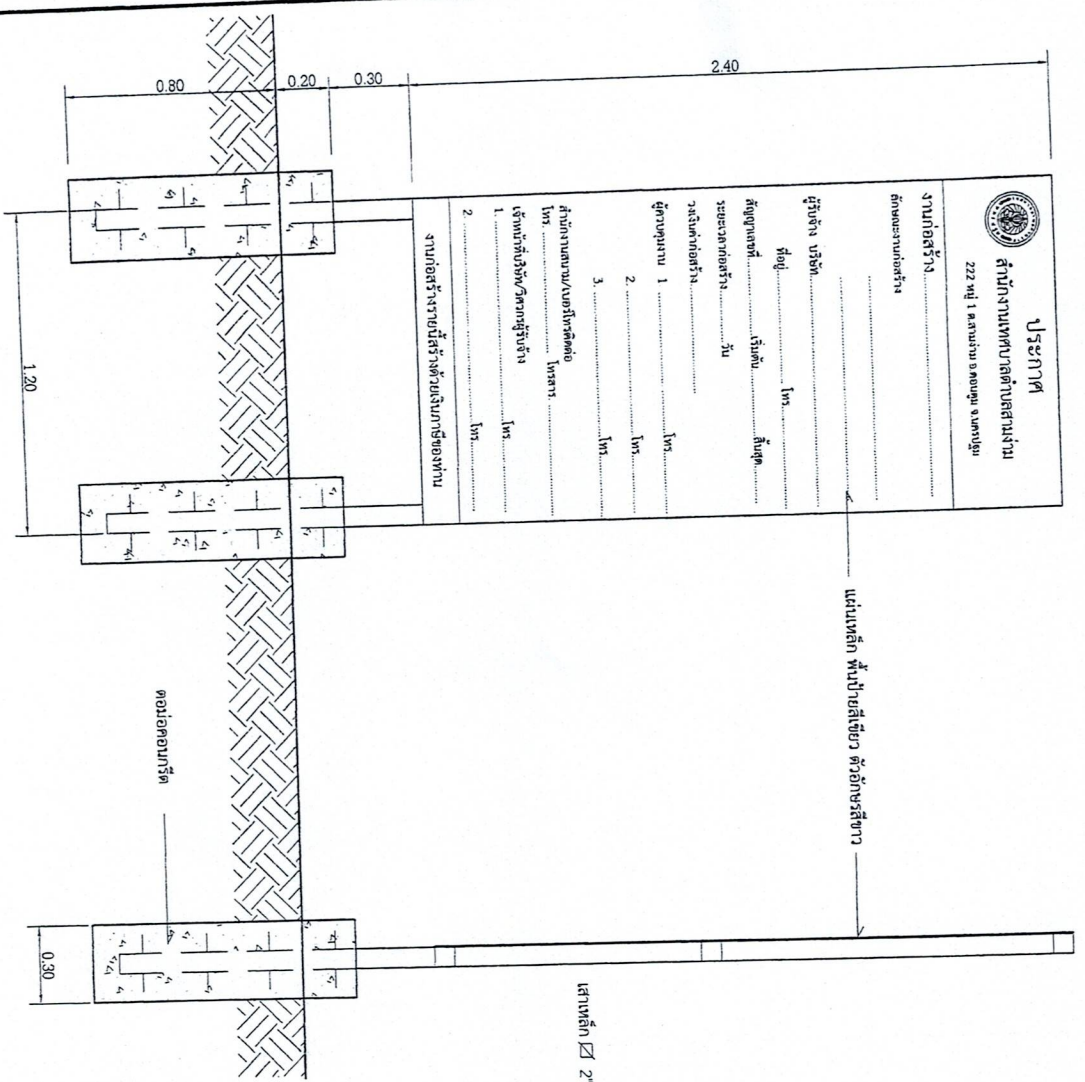 ประกาศ
สำนักงานเทศบาลตำบลสามง่าม
222 หมู่ 1 ต.สามง่าม อ.ดอนตูม จ.นครปฐม
งานก่อสร้าง
ลักษณะงานก่อสร้าง
ผู้รับจ้าง บริษัท
ที่อยู่ โทร.
สัญญาเลขที่ เริ่มต้น สิ้นสุด
ระยะเวลาก่อสร้าง วัน
วงเงินค่าก่อสร้าง
ผู้ควบคุมงาน 1 โทร.
2. โทร.
3. โทร.
สำนักงานสนาม/เบอร์โทรติดต่อ
โทร. โทรสาร.
เจ้าหน้าที่บริษัท/วิศวกรผู้รับจ้าง
1. โทร.
2. โทร.
งานก่อสร้างรายนี้สร้างด้วยเงินภาษีของท่าน
2.40
0.30
0.20
0.80
1.20
แผ่นเหล็ก พื้นป้ายสีเขียว ตัวอักษรสีขาว
เสาเหล็ก 2"
ตอม่อคอนกรีต
0.30